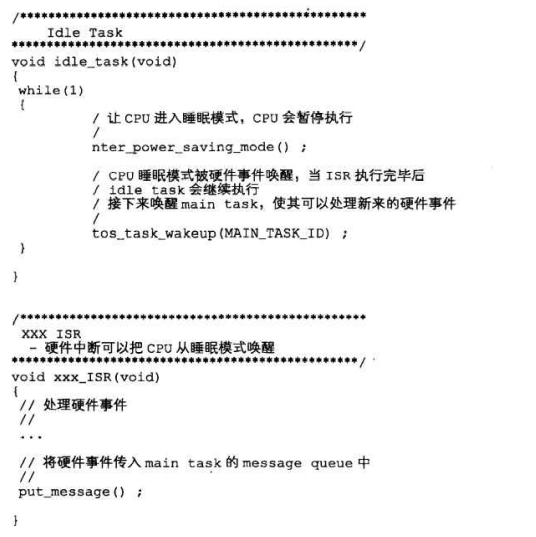 /*************************************************
Idle Task
*************************************************/
void idle_task(void)
{
while(1)
{
/ 让 CPU 进入睡眠模式，CPU 会暂停执行
/
nter_power_saving_mode() ;
/ CPU 睡眠模式被硬件事件唤醒，当 ISR 执行完毕后
/ idle task 会继续执行
/ 接下来唤醒 main task，使其可以处理新来的硬件事件
/
tos_task_wakeup(MAIN_TASK_ID) ;
}
}
/*************************************************
XXX ISR
- 硬件中断可以把 CPU 从睡眠模式唤醒
*************************************************/
void xxx_ISR(void)
{
// 处理硬件事件
//
...
// 将硬件事件传入 main task 的 message queue 中
//
put_message() ;
}